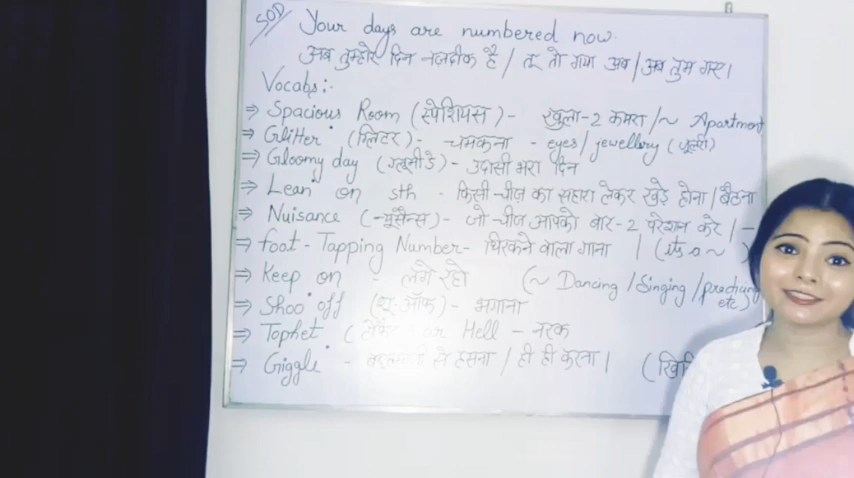 SOD Your days are numbered now.
अब तुम्हारे दिन नजदीक है / तू तो गया अब / अब तुम गए।
Vocabs:-
⇒ Spacious Room (स्पेशियस) - खुला-2 कमरा / ~ Apartment
⇒ Glitter (ग्लिटर) - चमकना - eyes / jewellery (जूलरी)
⇒ Gloomy day (ग्लूमी डे) - उदासी भरा दिन
⇒ Lean on sth - किसी चीज़ का सहारा लेकर खड़े होना / बैठना
⇒ Nuisance (न्यूसेन्स) - जो चीज आपको बार-2 परेशान करे / -
⇒ foot-Tapping Number - थिरकने वाला गाना | (its a ~ )
⇒ Keep on - लगे रहो (~ Dancing / Singing / practicing etc)
⇒ Shoo off (शू-ऑफ) - भगाना
⇒ Tophet ( or Hell - नरक
⇒ Giggle - से हसना / ही ही करना | (